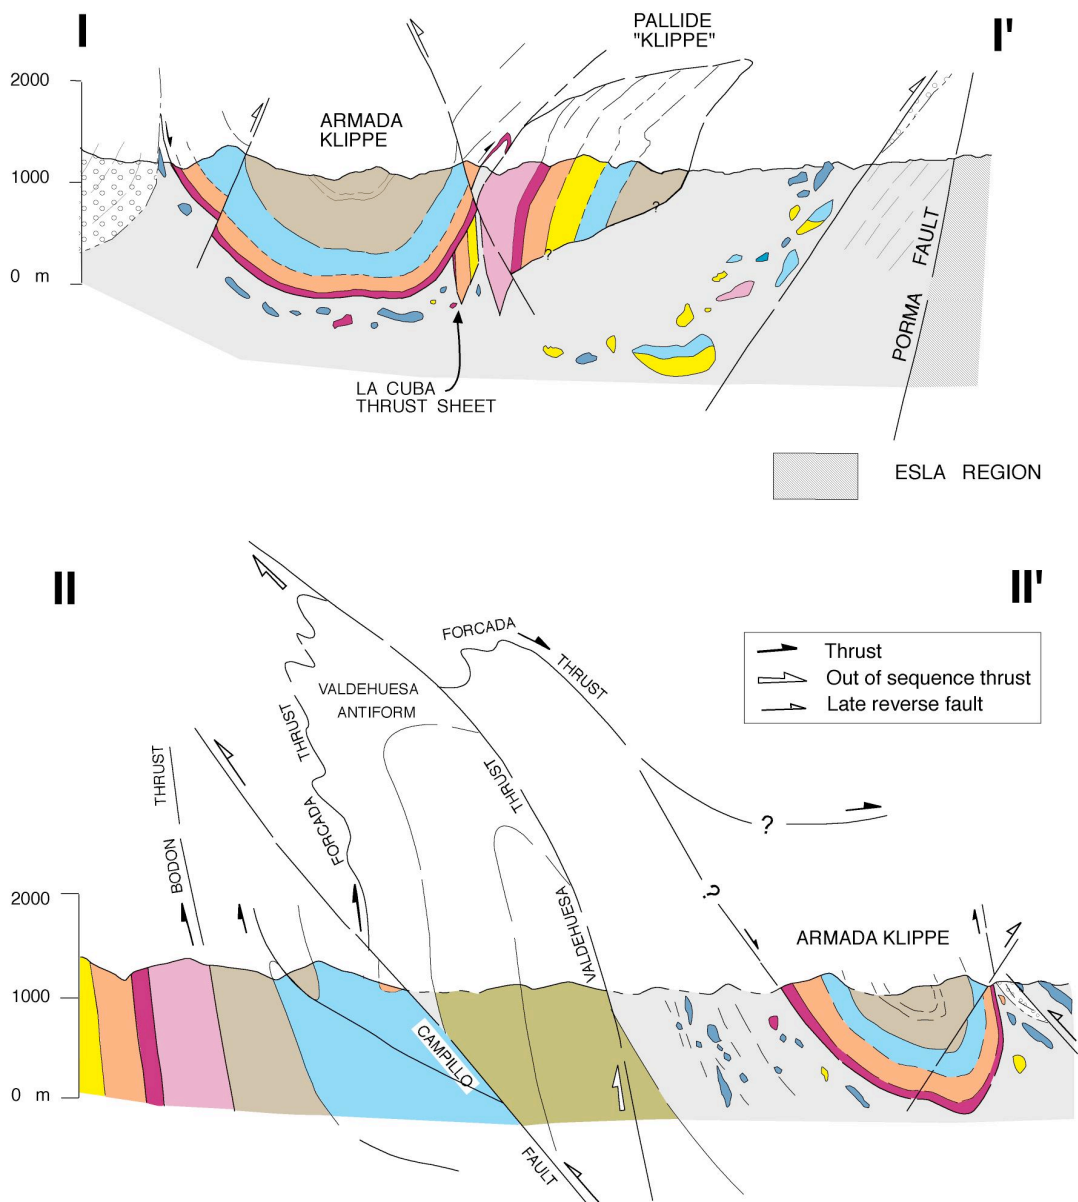 I
I'
PALLIDE
"KLIPPE"
2000
ARMADA
KLIPPE
1000
?
?
0 m
PORMA FAULT
LA CUBA
THRUST SHEET
ESLA REGION
II
II'
FORCADA THRUST
Thrust
Out of sequence thrust
Late reverse fault
VALDEHUESA
ANTIFORM
BODON THRUST
FORCADA THRUST
VALDEHUESA THRUST
?
?
2000
ARMADA KLIPPE
1000
CAMPILLO FAULT
0 m